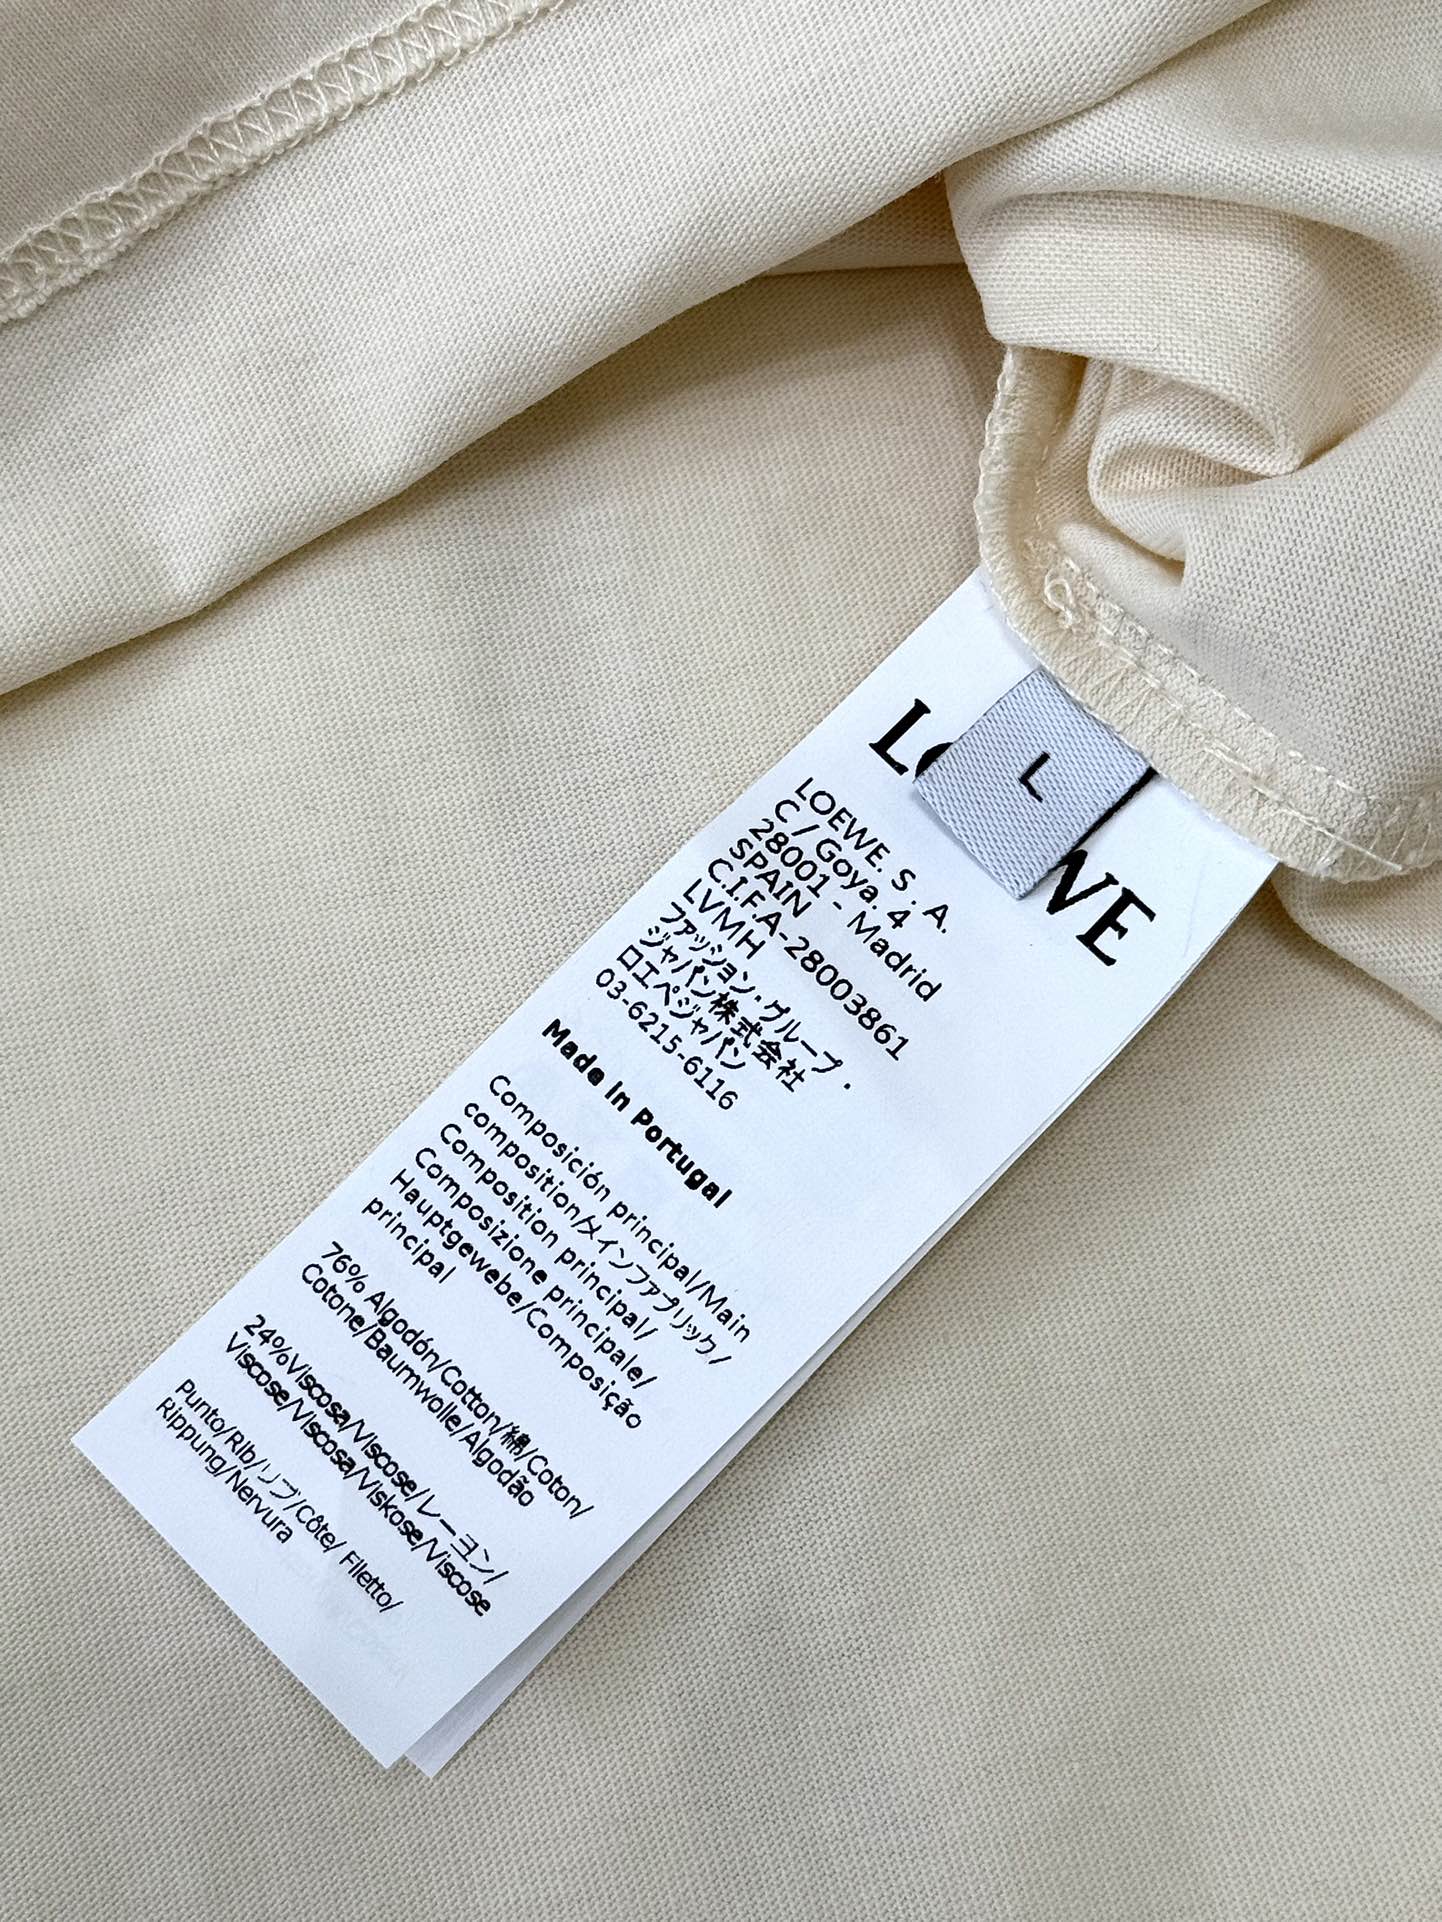 L
LOEWE
LOEWE. S . A.
C / Goya. 4
28001 - Madrid
SPAIN
C.I.F.A-28003861
LVMH
ファッション・グループ・
ジャパン株式会社
ロエベジャパン
03-6215-6116
Made in Portugal
Composición principal/Main
composition/メインファブリック/
Composition principal/
Composizione principale/
Hauptgewebe/Composição
principal
76% Algodón/Cotton/綿/Coton/
Cotone/Baumwolle/Algodão
24%Viscosa/Viscose/レーヨン/
Viscose/Viscosa/Viskose/Viscose
Punto/Rib/リブ/Côte/ Filetto/
Rippung/Nervura